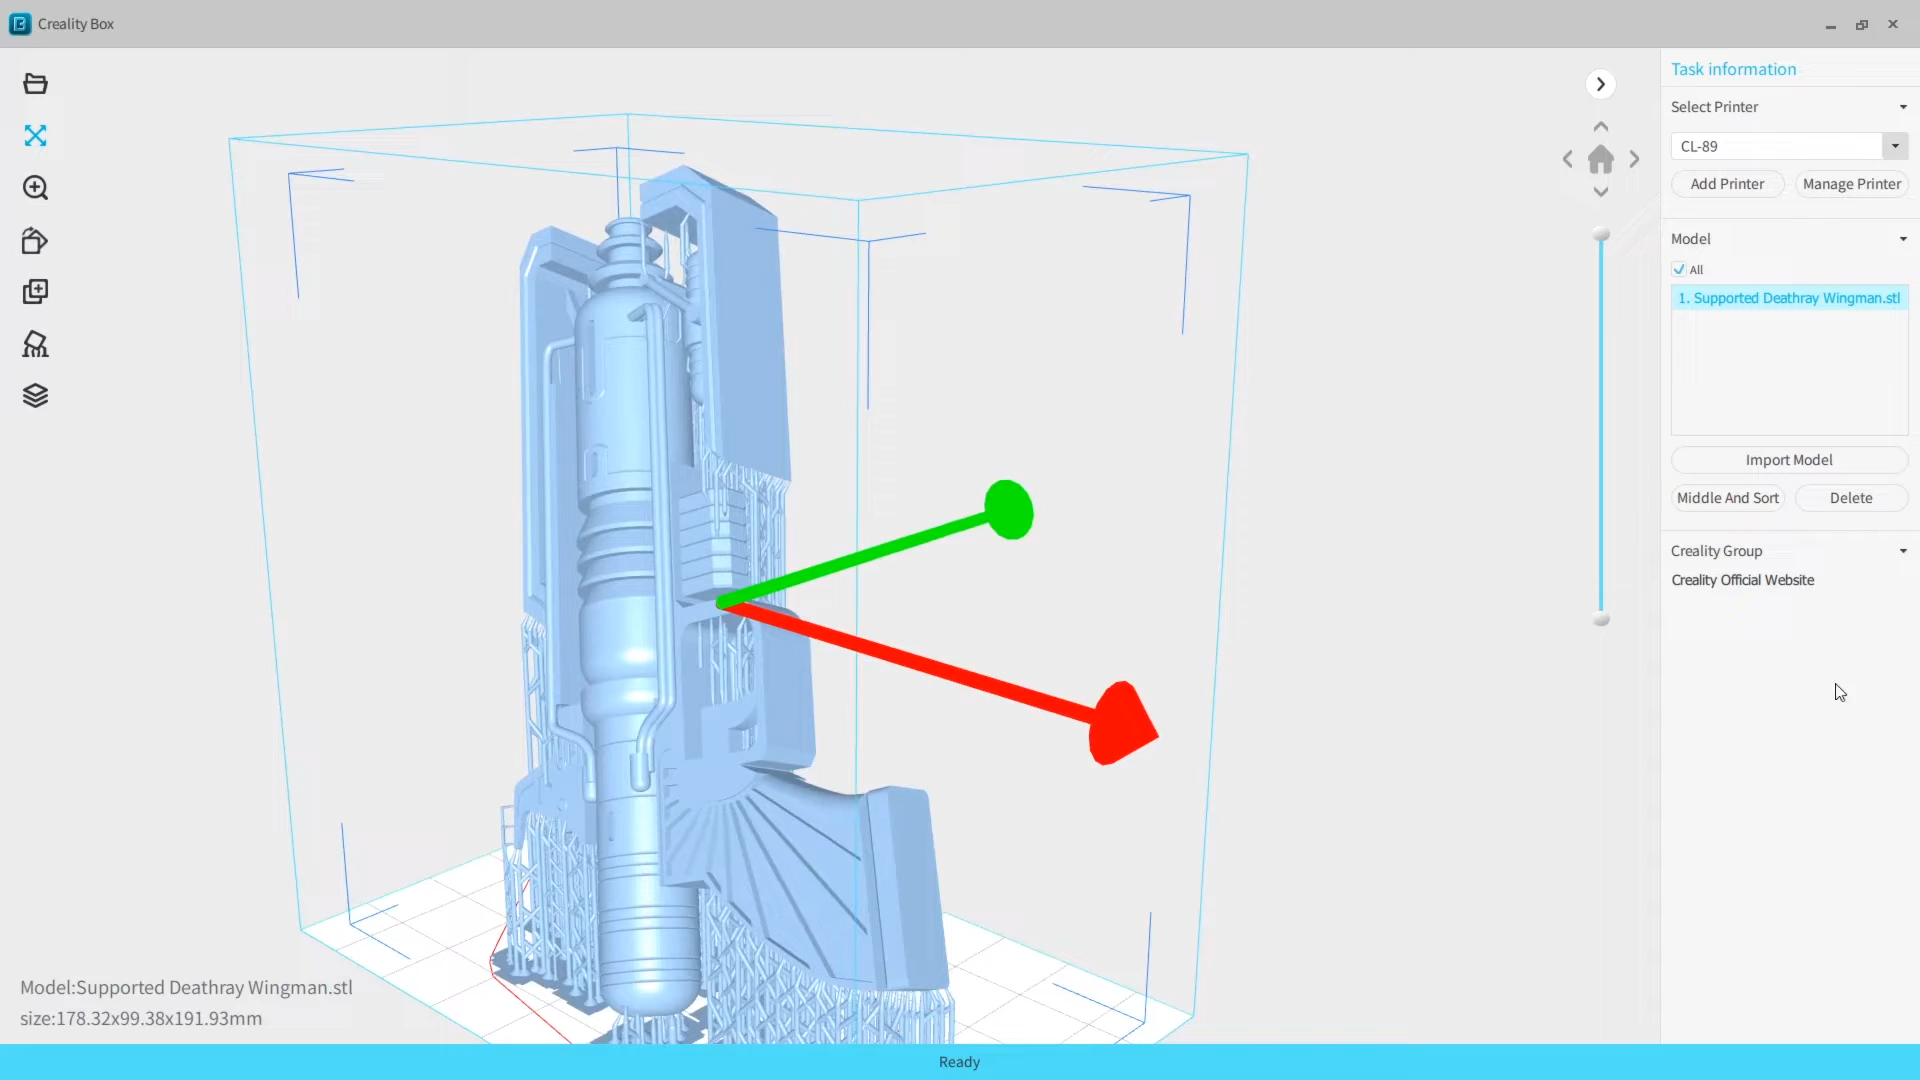 Creality Box
Task information
Select Printer
CL-89
Add Printer
Manage Printer
Model
All
1. Supported Deathray Wingman.stl
Import Model
Middle And Sort
Delete
Creality Group
Creality Official Website
Model:Supported Deathray Wingman.stl
size:178.32x99.38x191.93mm
Ready